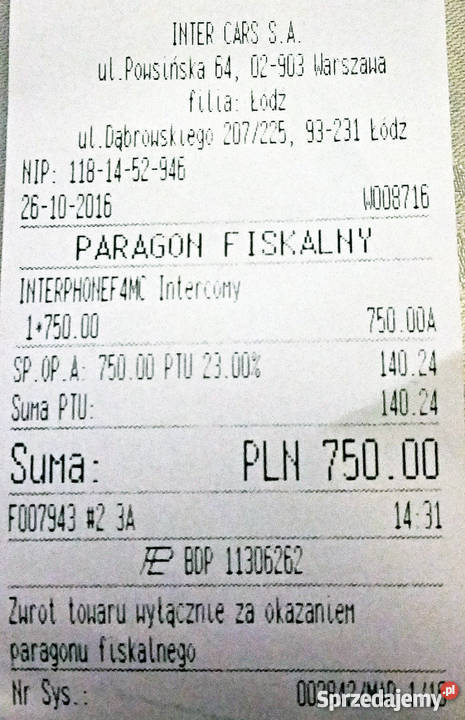 INTER CARS S.A.
ul.Powsińska 64, 02-903 Warszawa
filia: Łódz
ul.Dąbrowskiego 207/225, 93-231 Łódz
NIP: 118-14-52-946
26-10-2016 W008716
PARAGON FISKALNY
INTERPHONEF4MC Intercomy
1*750.00 750.00A
SP.OP.A: 750.00 PTU 23.00% 140.24
Suma PTU: 140.24
Suma: PLN 750.00
F007943 #2 3A 14:31
BDP 11306262
Zwrot towaru wyłącznie za okazaniem
paragonu fiskalnego
Nr Sys.:
Sprzedajemy.pl